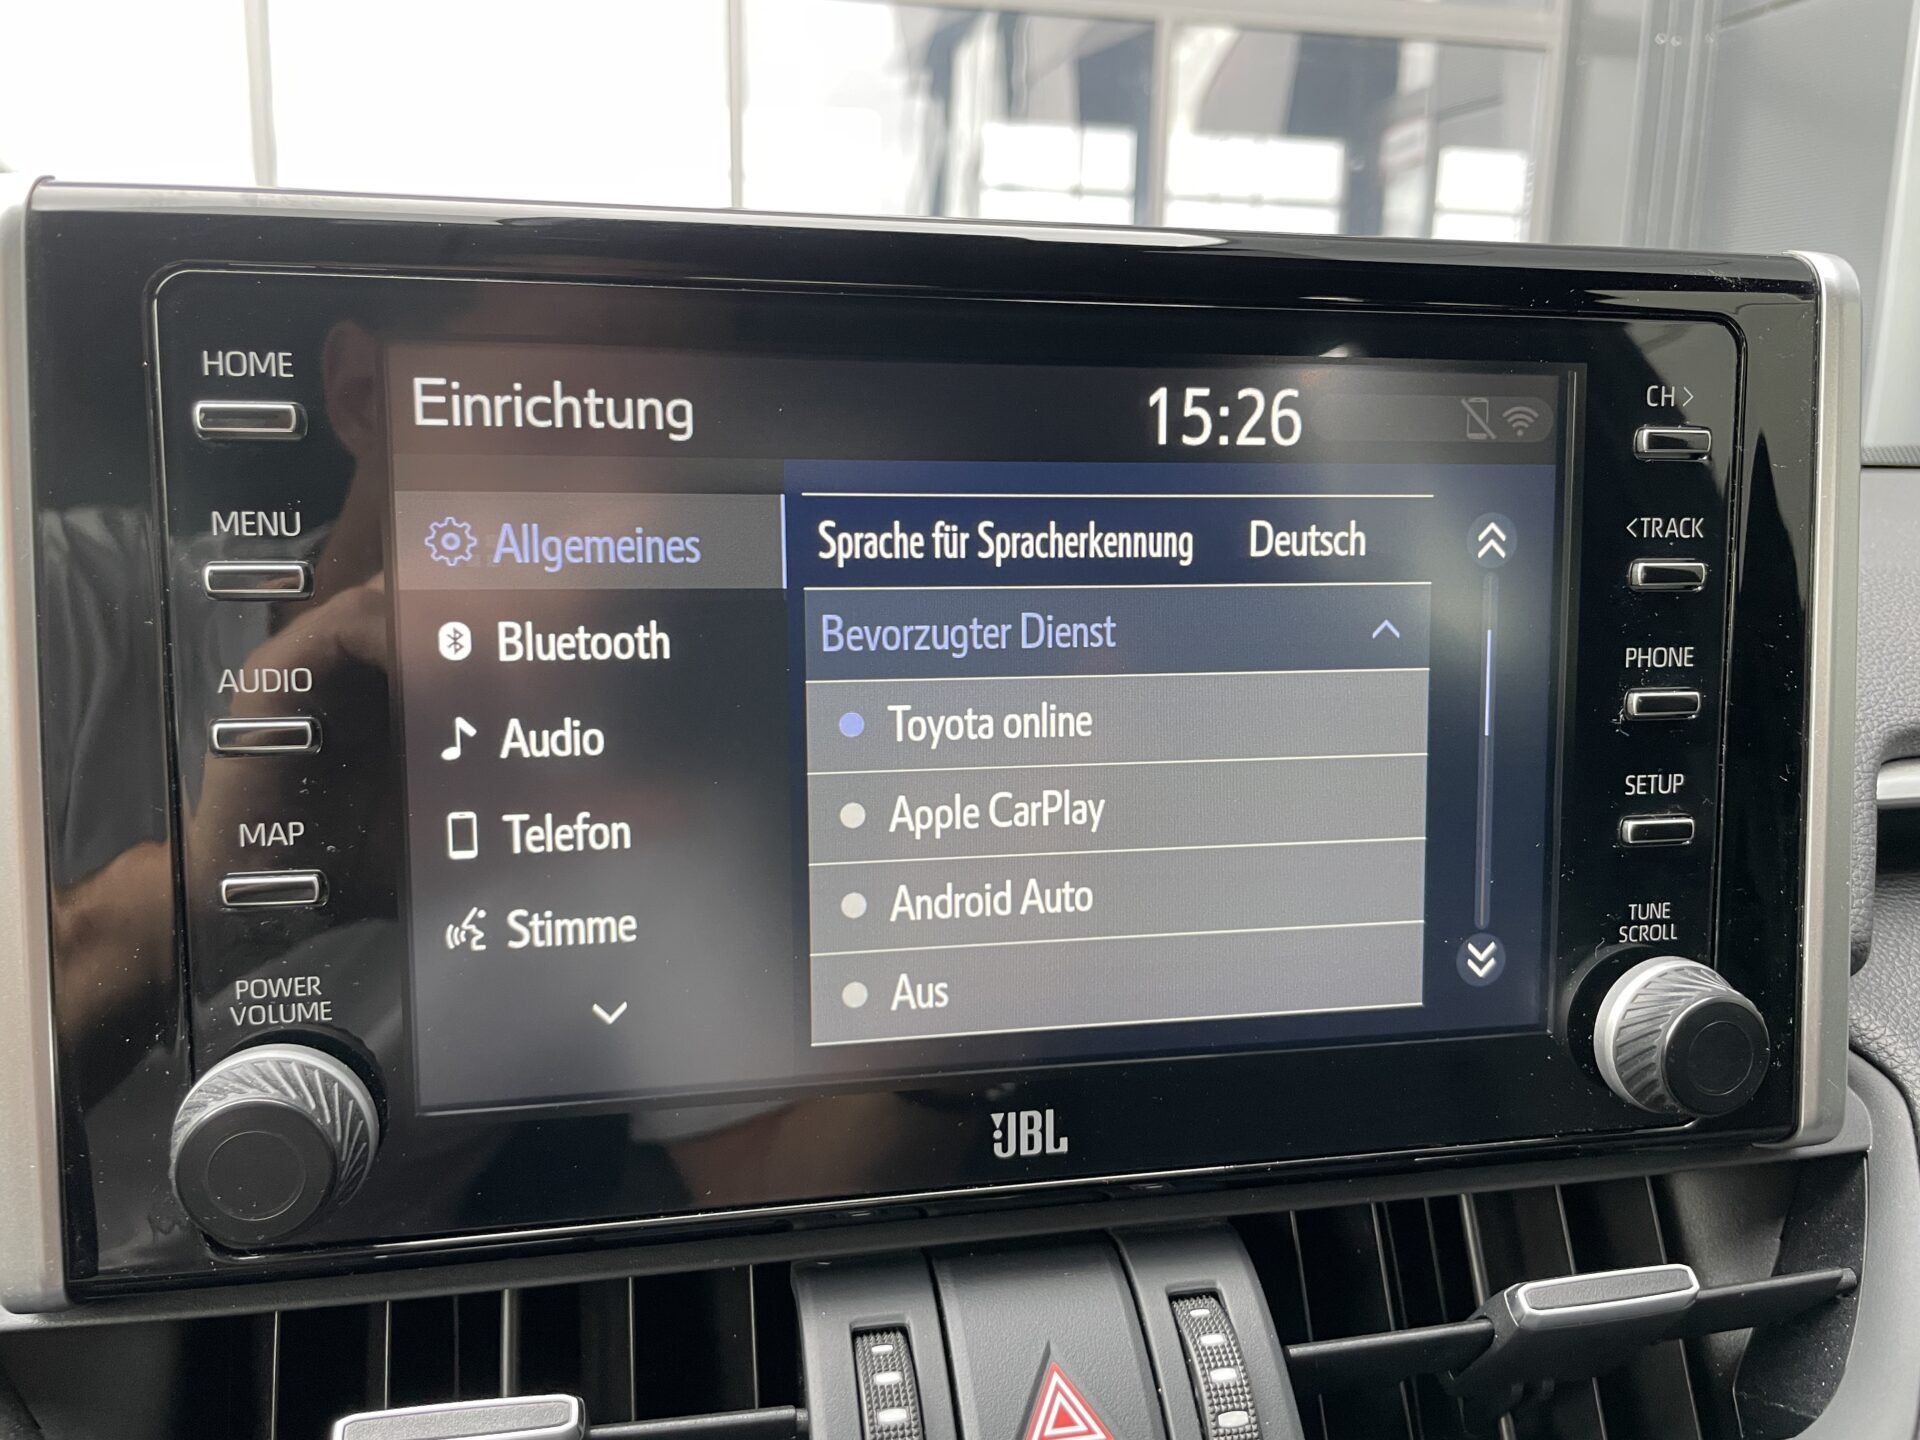 HOME
MENU
AUDIO
MAP
POWER
VOLUME
Einrichtung
15:26
Allgemeines
Bluetooth
Audio
Telefon
Stimme
Sprache für Spracherkennung Deutsch
Bevorzugter Dienst
Toyota online
Apple CarPlay
Android Auto
Aus
CH >
<TRACK
PHONE
SETUP
TUNE
SCROLL
JBL